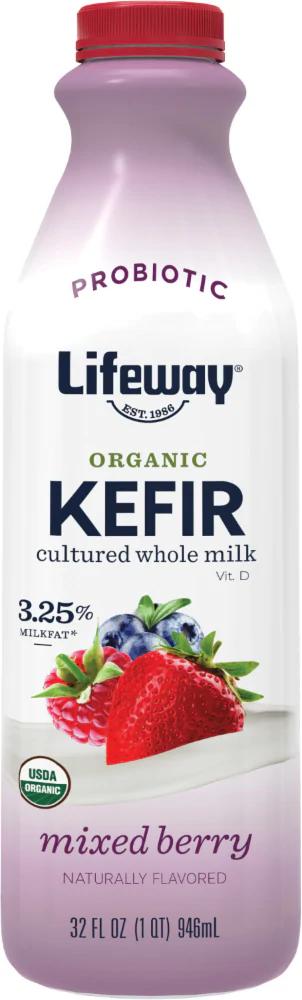 PROBIOTIC
Lifeway®
EST. 1986
ORGANIC
KEFIR
cultured whole milk
Vit. D
3.25%
MILKFAT*
USDA
ORGANIC
mixed berry
NATURALLY FLAVORED
32 FL OZ (1 QT) 946mL